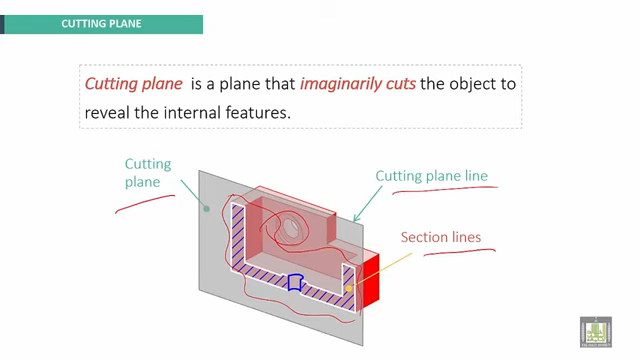 CUTTING PLANE
Cutting plane is a plane that imaginarily cuts the object to
reveal the internal features.
Cutting
plane
Cutting plane line
Section lines